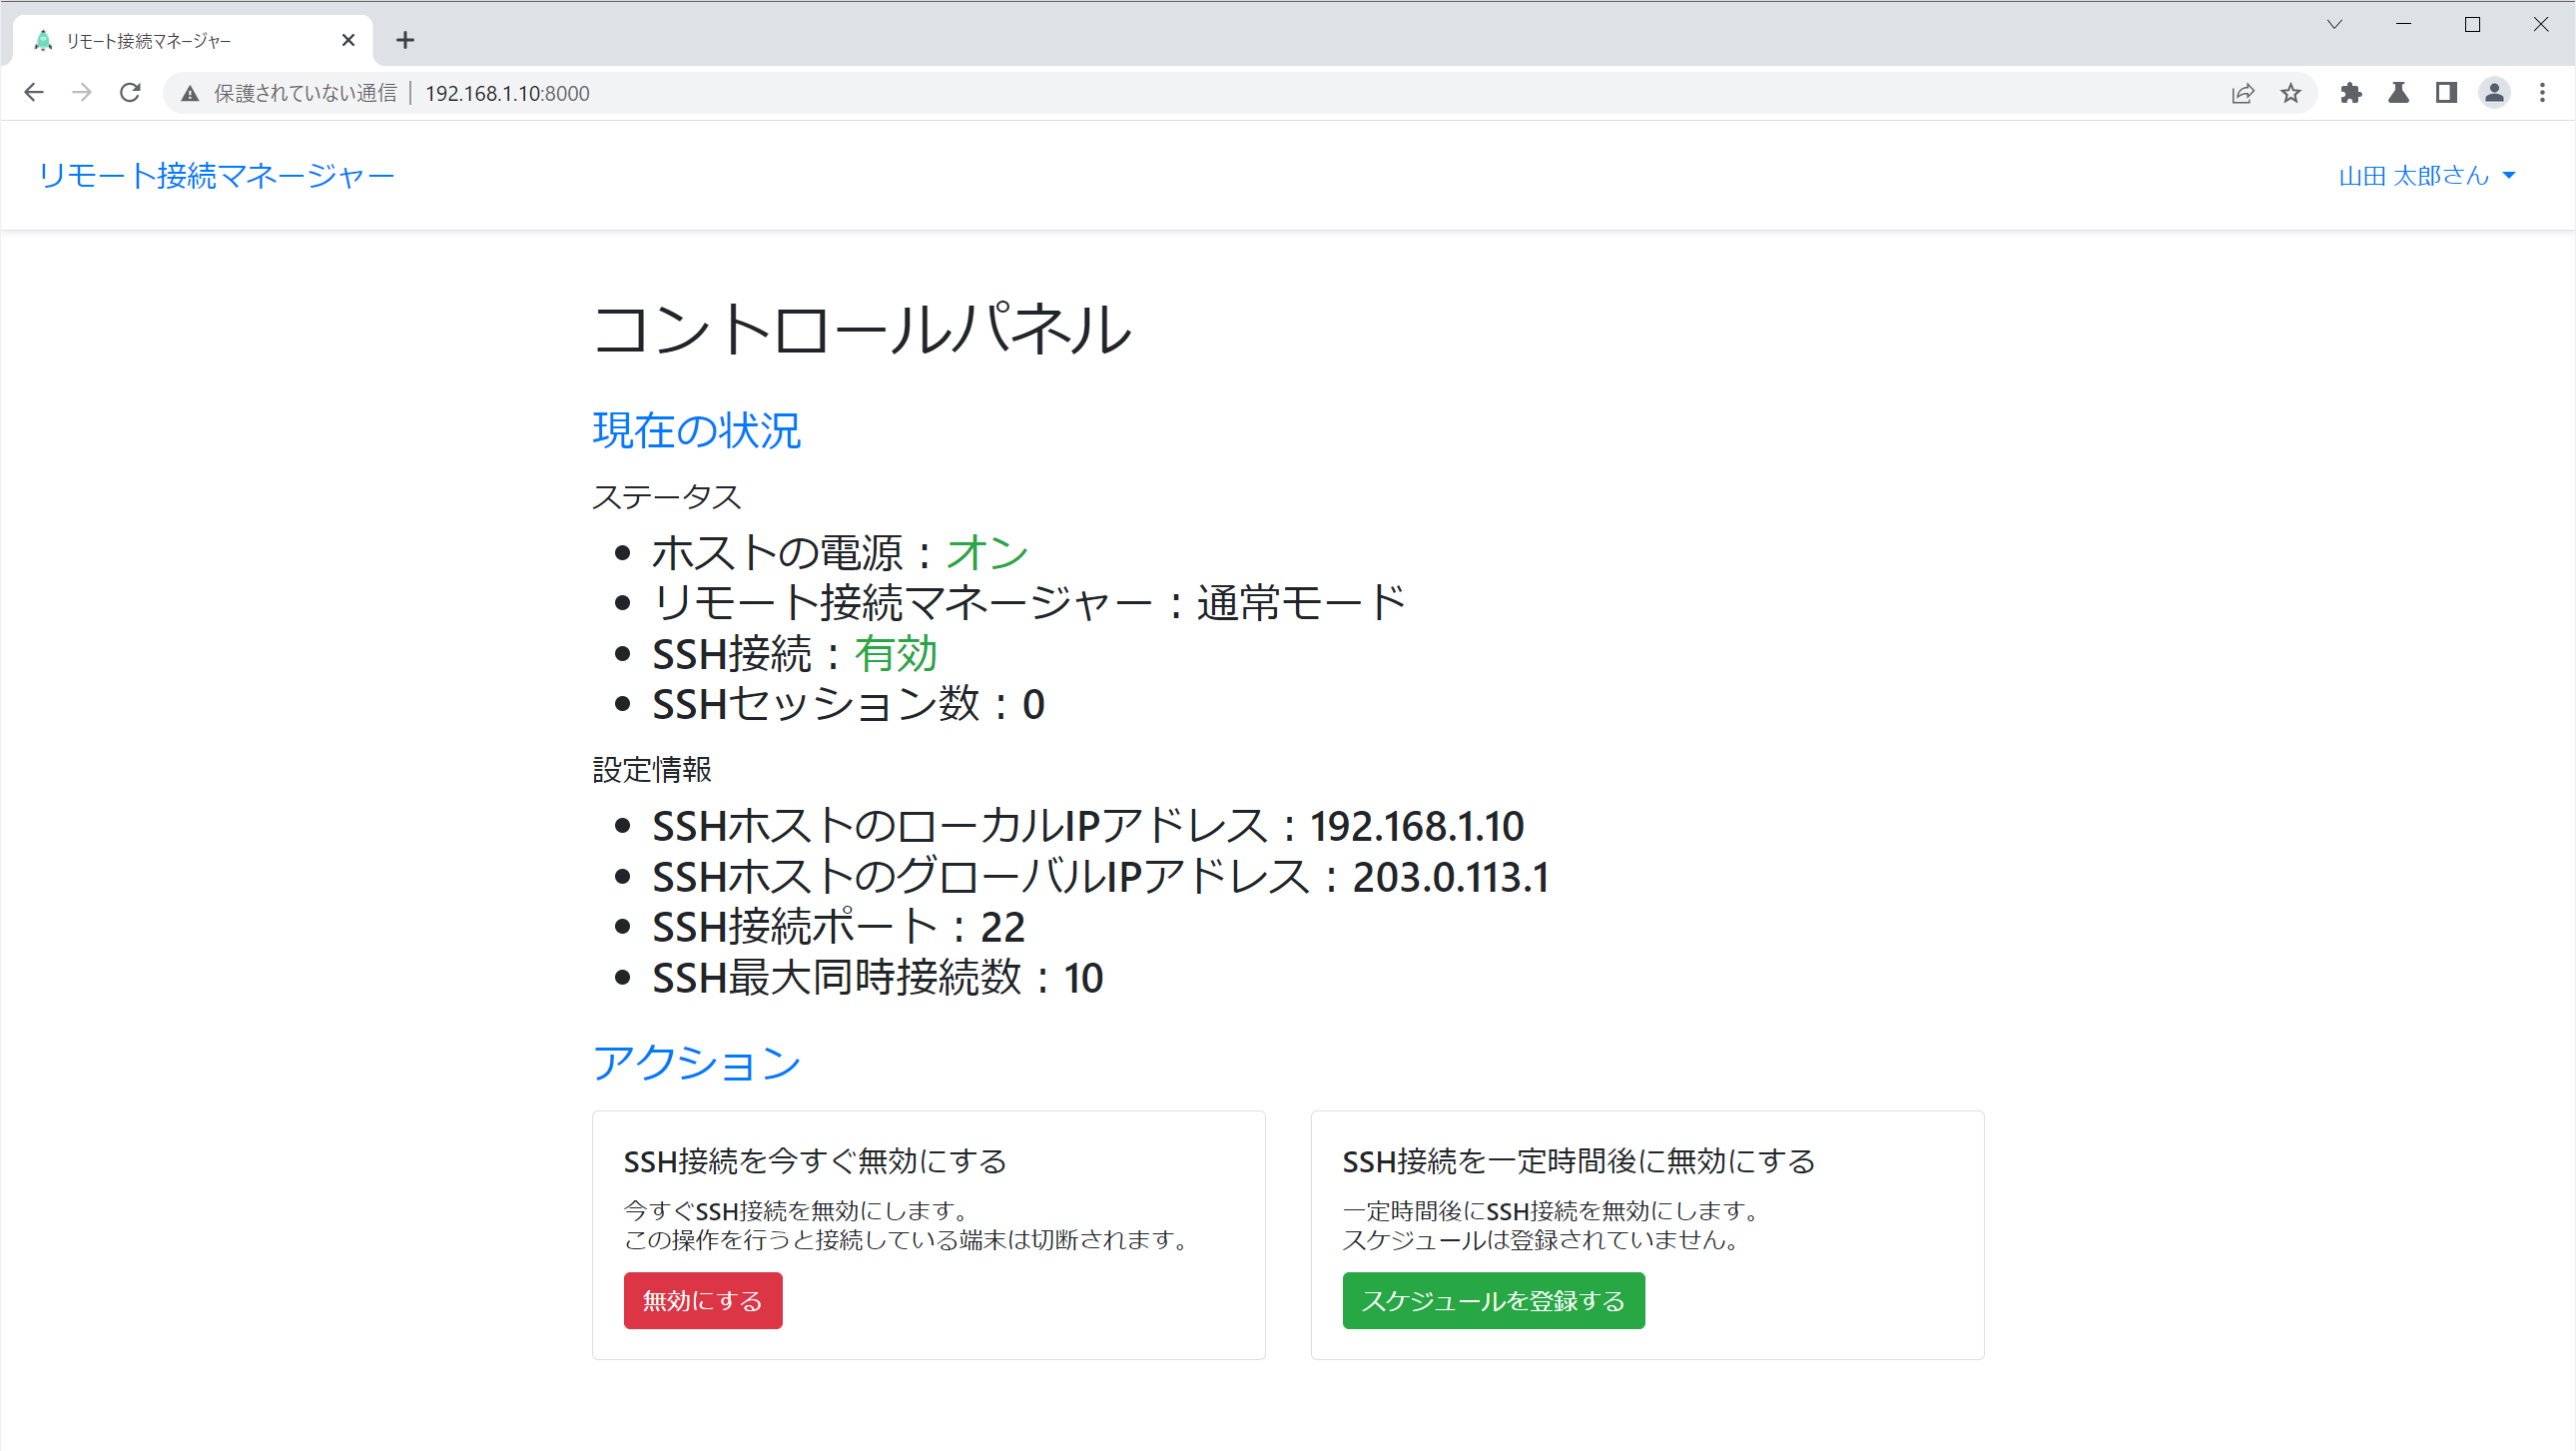 リモート接続マネージャー
保護されていない通信 192.168.1.10:8000
リモート接続マネージャー
山田 太郎さん
コントロールパネル
現在の状況
ステータス
ホストの電源：オン
リモート接続マネージャー：通常モード
SSH接続：有効
SSHセッション数：0
設定情報
SSHホストのローカルIPアドレス：192.168.1.10
SSHホストのグローバルIPアドレス：203.0.113.1
SSH接続ポート：22
SSH最大同時接続数：10
アクション
SSH接続を今すぐ無効にする
今すぐSSH接続を無効にします。
この操作を行うと接続している端末は切断されます。
無効にする
SSH接続を一定時間後に無効にする
一定時間後にSSH接続を無効にします。
スケジュールは登録されていません。
スケジュールを登録する